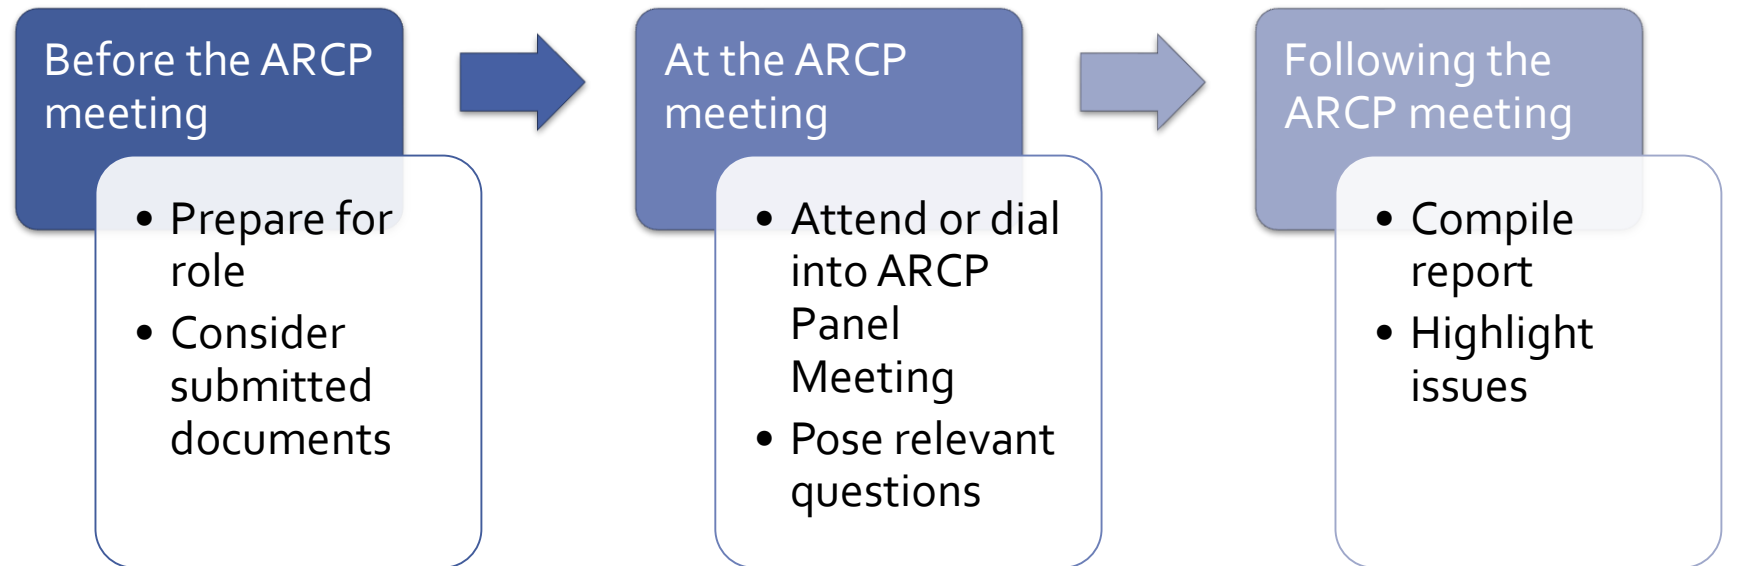 Before the ARCP
meeting
• Prepare for
role
• Consider
submitted
documents
At the ARCP
meeting
• Attend or dial
into ARCP
Panel
Meeting
• Pose relevant
questions
Following the
ARCP meeting
• Compile
report
• Highlight
issues